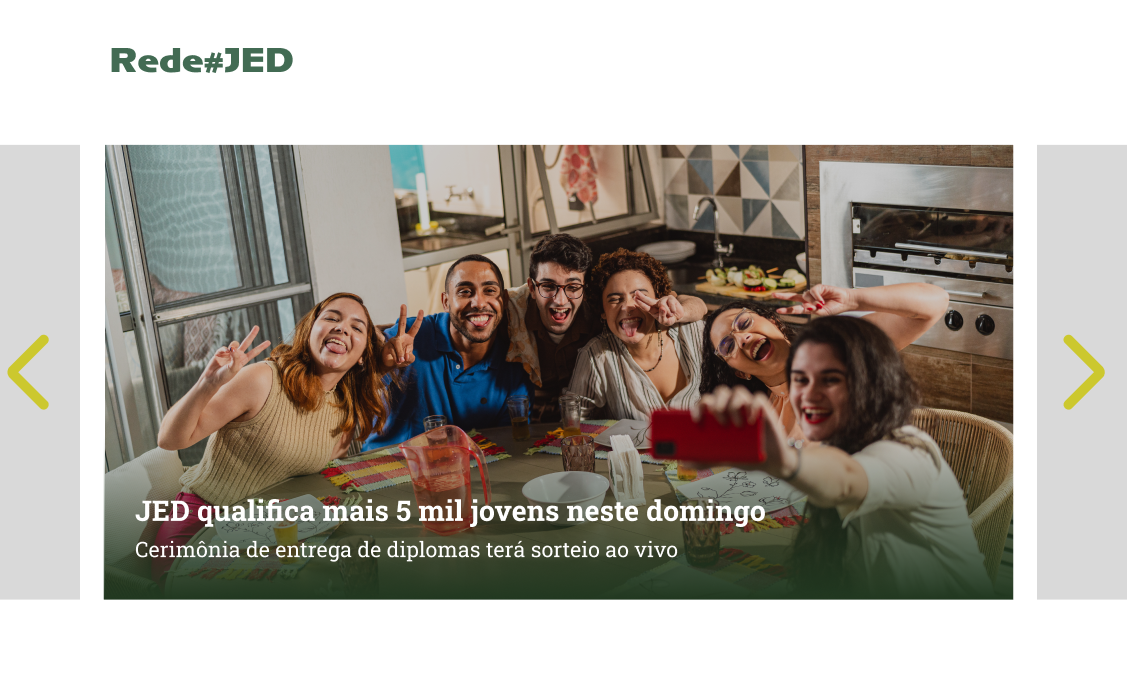 Rede#JED
JED qualifica mais 5 mil jovens neste domingo
Cerimônia de entrega de diplomas terá sorteio ao vivo